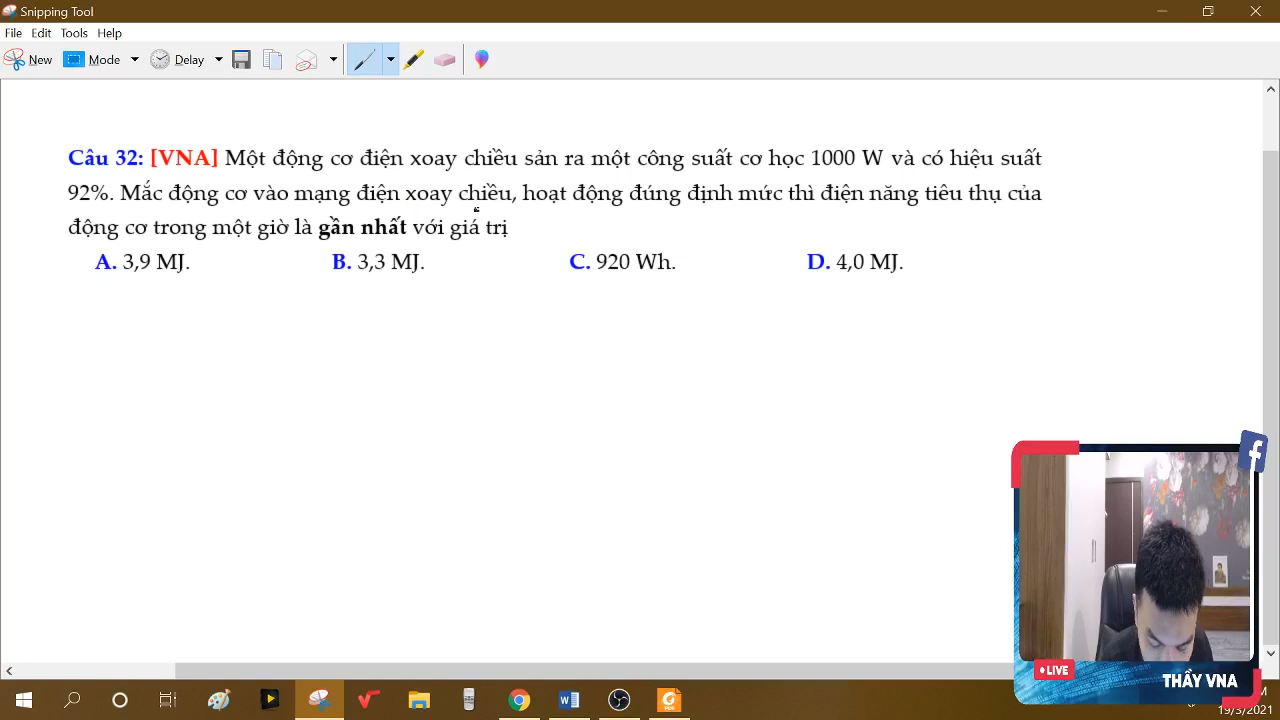 Snipping Tool
File Edit Tools Help
New Mode Delay
Câu 32: [VNA] Một động cơ điện xoay chiều sản ra một công suất cơ học 1000 W và có hiệu suất
92%. Mắc động cơ vào mạng điện xoay chiều, hoạt động đúng định mức thì điện năng tiêu thụ của
động cơ trong một giờ là gần nhất với giá trị
A. 3,9 MJ. B. 3,3 MJ. C. 920 Wh. D. 4,0 MJ.
LIVE
THẦY VNA
19/3/2021